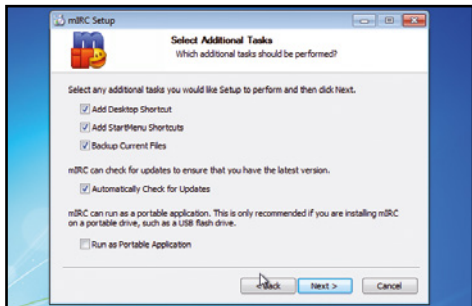 mIRC Setup
Select Additional Tasks
Which additional tasks should be performed?
Select any additional tasks you would like Setup to perform and then click Next.
Add Desktop Shortcut
Add StartMenu Shortcuts
Backup Current Files
mIRC can check for updates to ensure that you have the latest version.
Automatically Check for Updates
mIRC can run as a portable application. This is only recommended if you are installing mIRC
on a portable drive, such as a USB flash drive.
Run as Portable Application
< Back Next > Cancel